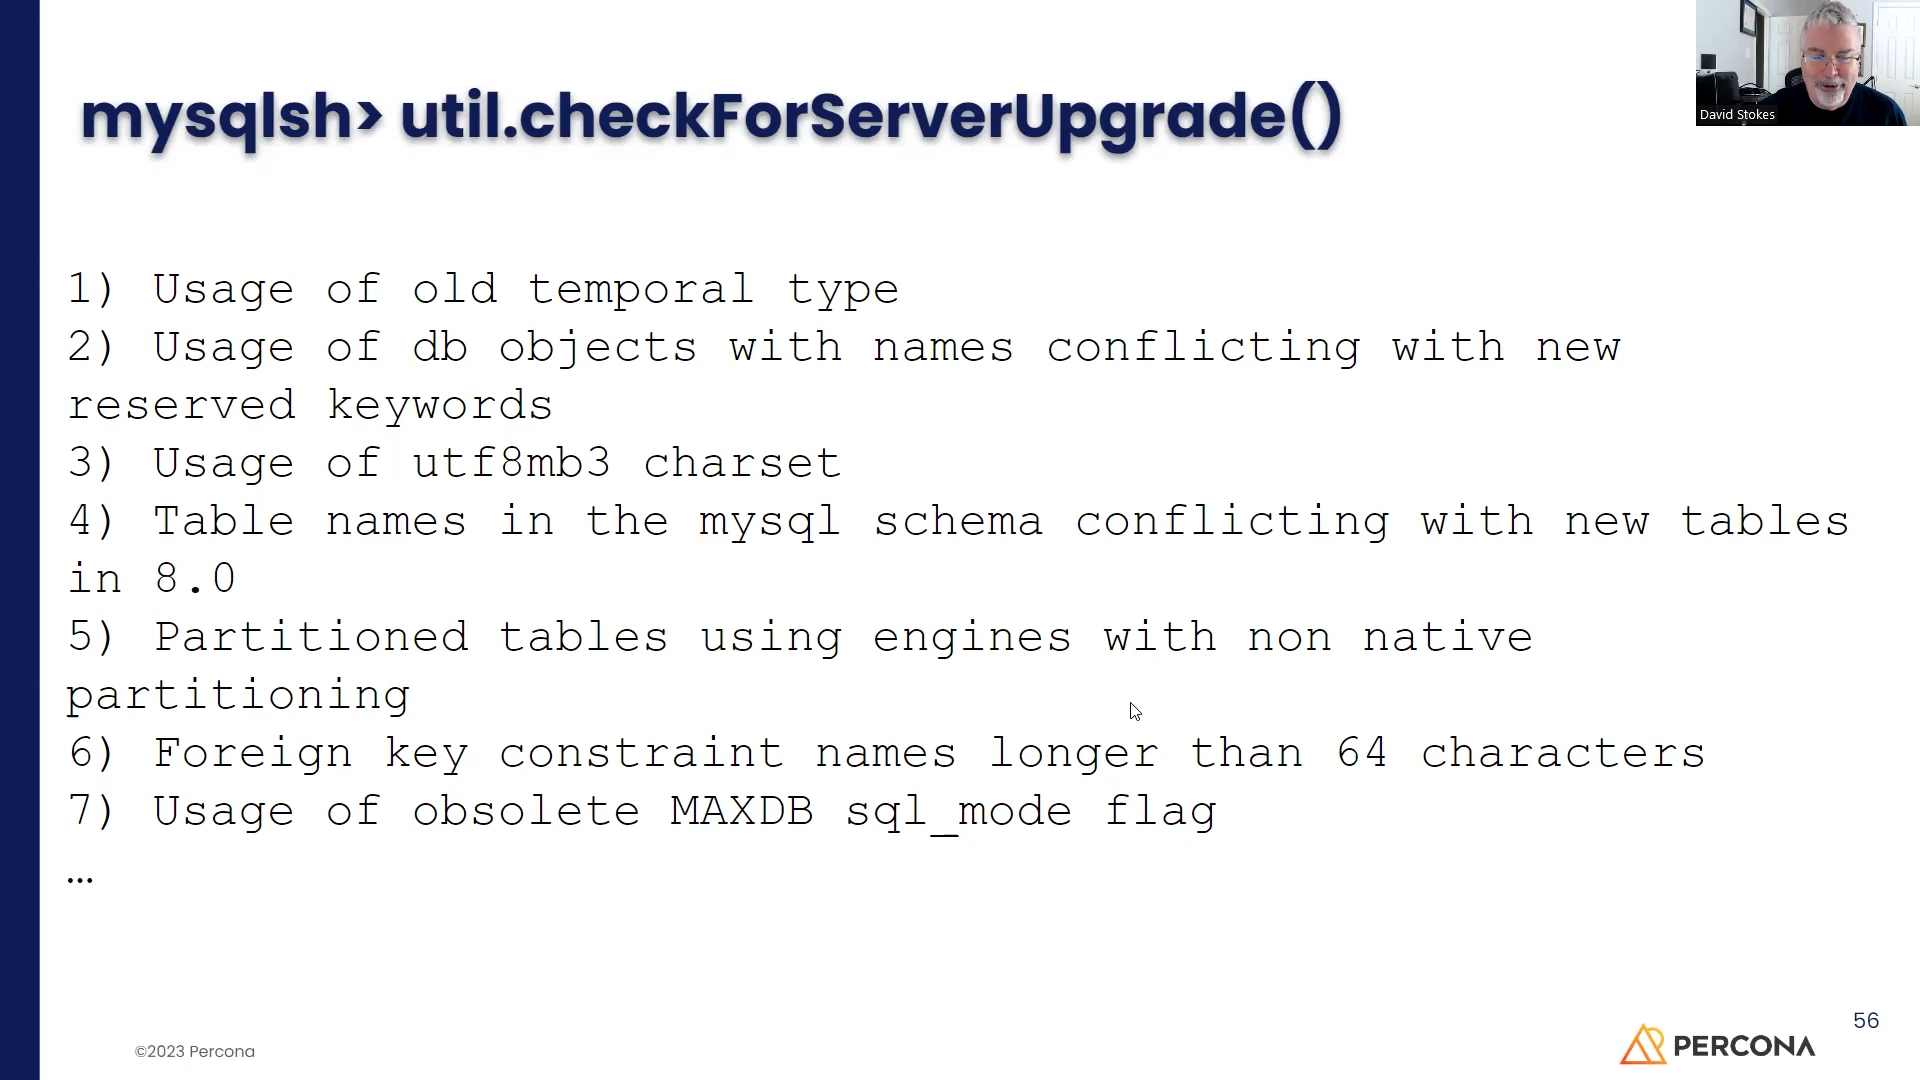 mysqlsh> util.checkForServerUpgrade()
David Stokes
1) Usage of old temporal type
2) Usage of db objects with names conflicting with new
reserved keywords
3) Usage of utf8mb3 charset
4) Table names in the mysql schema conflicting with new tables
in 8.0
5) Partitioned tables using engines with non native
partitioning
6) Foreign key constraint names longer than 64 characters
7) Usage of obsolete MAXDB sql_mode flag
…
©2023 Percona
PERCONA
56